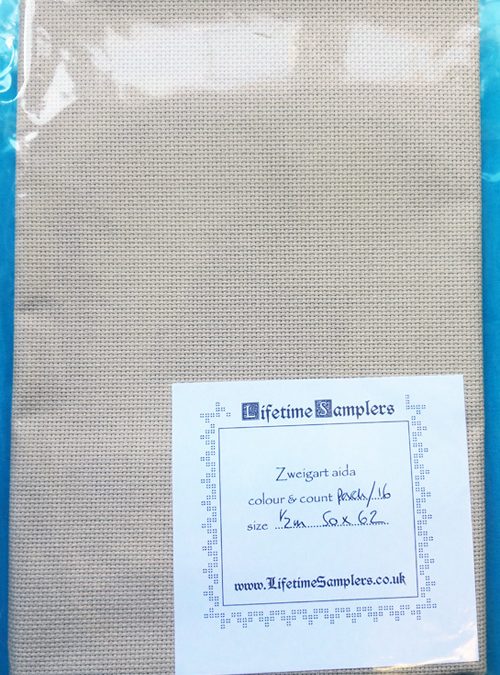 Lifetime Samplers
Zweigart aida
colour & count Peach/16
size ½m 50 x 62
www.LifetimeSamplers.co.uk